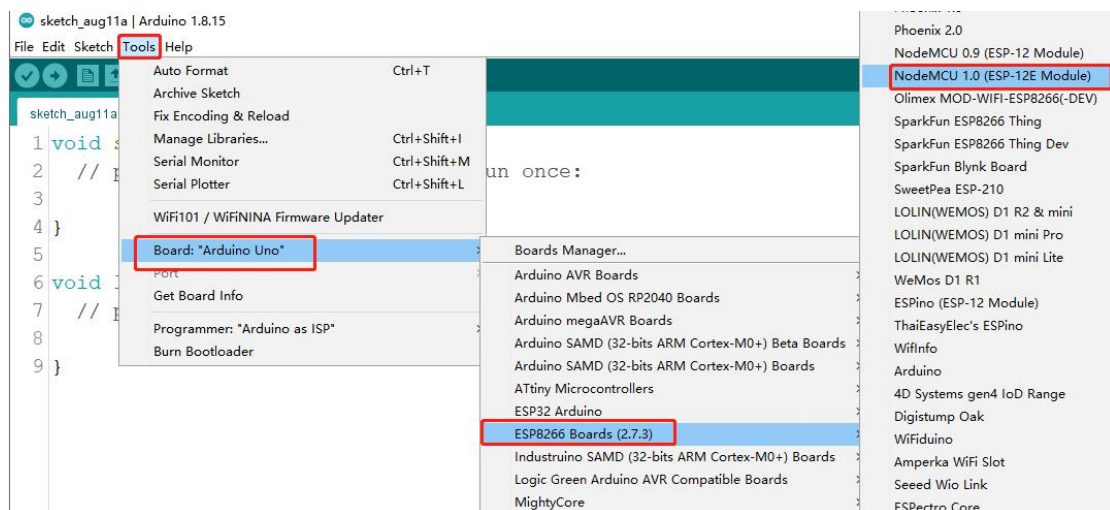 sketch_aug11a | Arduino 1.8.15
File Edit Sketch Tools Help
sketch_aug11a
1 void
2 //
3
4 }
5
6 void
7 //
8
9 }
un once:
Auto Format Ctrl+T
Archive Sketch
Fix Encoding & Reload
Manage Libraries... Ctrl+Shift+I
Serial Monitor Ctrl+Shift+M
Serial Plotter Ctrl+Shift+L
WiFi101 / WiFiNINA Firmware Updater
Board: "Arduino Uno"
Port
Get Board Info
Programmer: "Arduino as ISP"
Burn Bootloader
Boards Manager...
Arduino AVR Boards
Arduino Mbed OS RP2040 Boards
Arduino megaAVR Boards
Arduino SAMD (32-bits ARM Cortex-M0+) Beta Boards
Arduino SAMD (32-bits ARM Cortex-M0+) Boards
ATtiny Microcontrollers
ESP32 Arduino
ESP8266 Boards (2.7.3)
Industruino SAMD (32-bits ARM Cortex-M0+) Boards
Logic Green Arduino AVR Compatible Boards
MightyCore
Phoenix 2.0
NodeMCU 0.9 (ESP-12 Module)
NodeMCU 1.0 (ESP-12E Module)
Olimex MOD-WIFI-ESP8266(-DEV)
SparkFun ESP8266 Thing
SparkFun ESP8266 Thing Dev
SparkFun Blynk Board
SweetPea ESP-210
LOLIN(WEMOS) D1 R2 & mini
LOLIN(WEMOS) D1 mini Pro
LOLIN(WEMOS) D1 mini Lite
WeMos D1 R1
ESPino (ESP-12 Module)
ThaiEasyElec's ESPino
WifInfo
Arduino
4D Systems gen4 IoD Range
Digistump Oak
WiFiduino
Amperka WiFi Slot
Seeed Wio Link
ESPectro Core